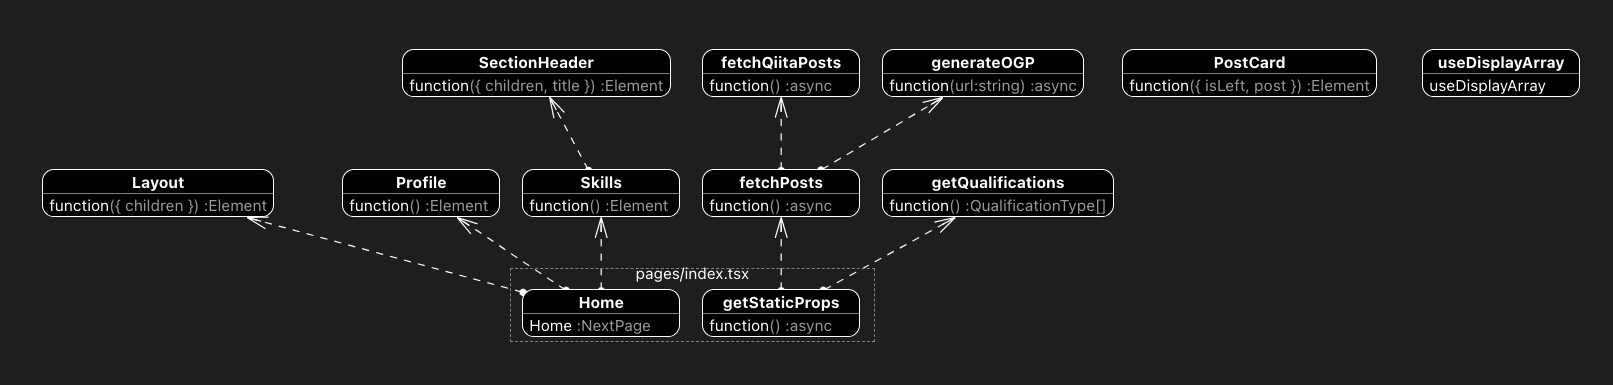 SectionHeader
function({ children, title }) :Element
fetchQiitaPosts
function() :async
generateOGP
function(url:string) :async
PostCard
function({ isLeft, post }) :Element
useDisplayArray
useDisplayArray
Layout
function({ children }) :Element
Profile
function() :Element
Skills
function() :Element
fetchPosts
function() :async
getQualifications
function() :QualificationType[]
pages/index.tsx
Home
Home :NextPage
getStaticProps
function() :async